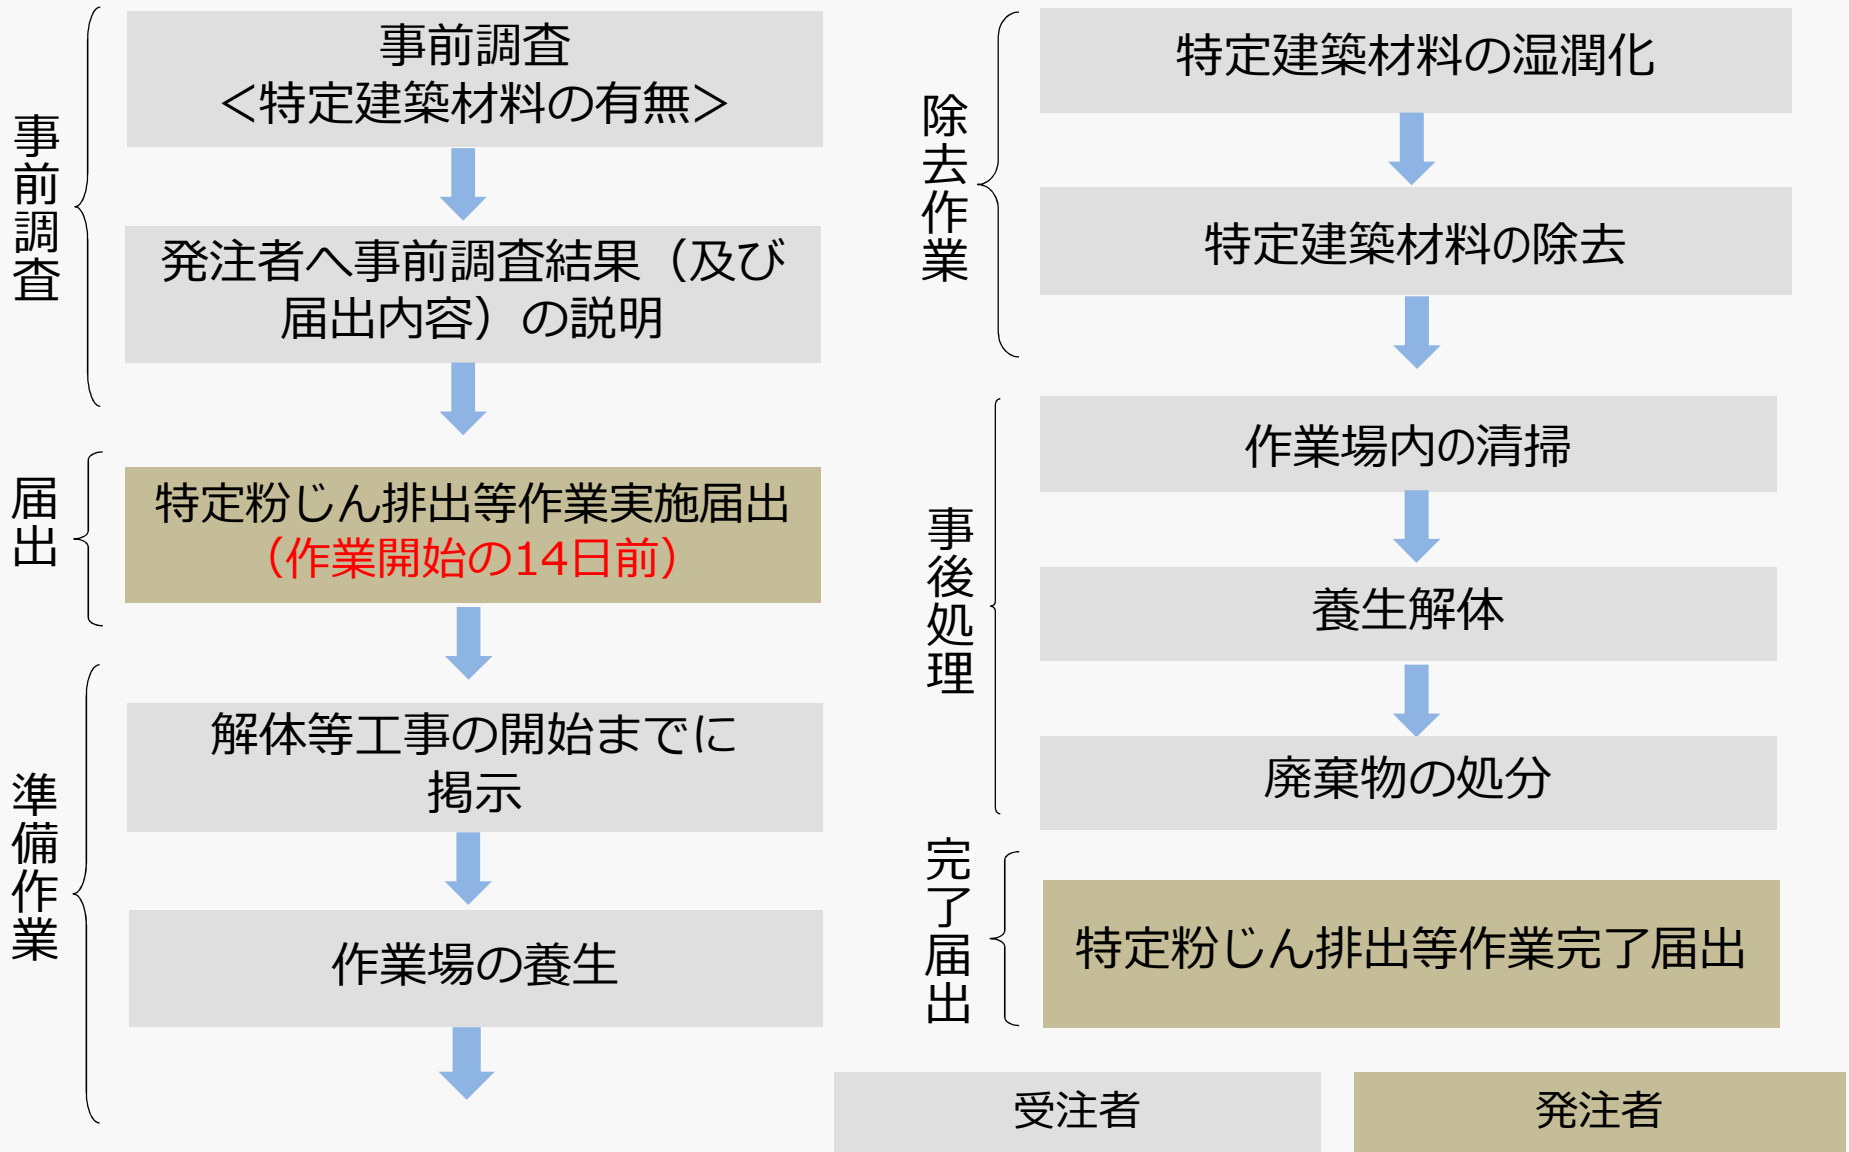 事前調査
事前調査
＜特定建築材料の有無＞
発注者へ事前調査結果（及び
届出内容）の説明
届出
特定粉じん排出等作業実施届出
（作業開始の14日前）
準備作業
解体等工事の開始までに
掲示
作業場の養生
除去作業
特定建築材料の湿潤化
特定建築材料の除去
事後処理
作業場内の清掃
養生解体
廃棄物の処分
完了届出
特定粉じん排出等作業完了届出
受注者
発注者